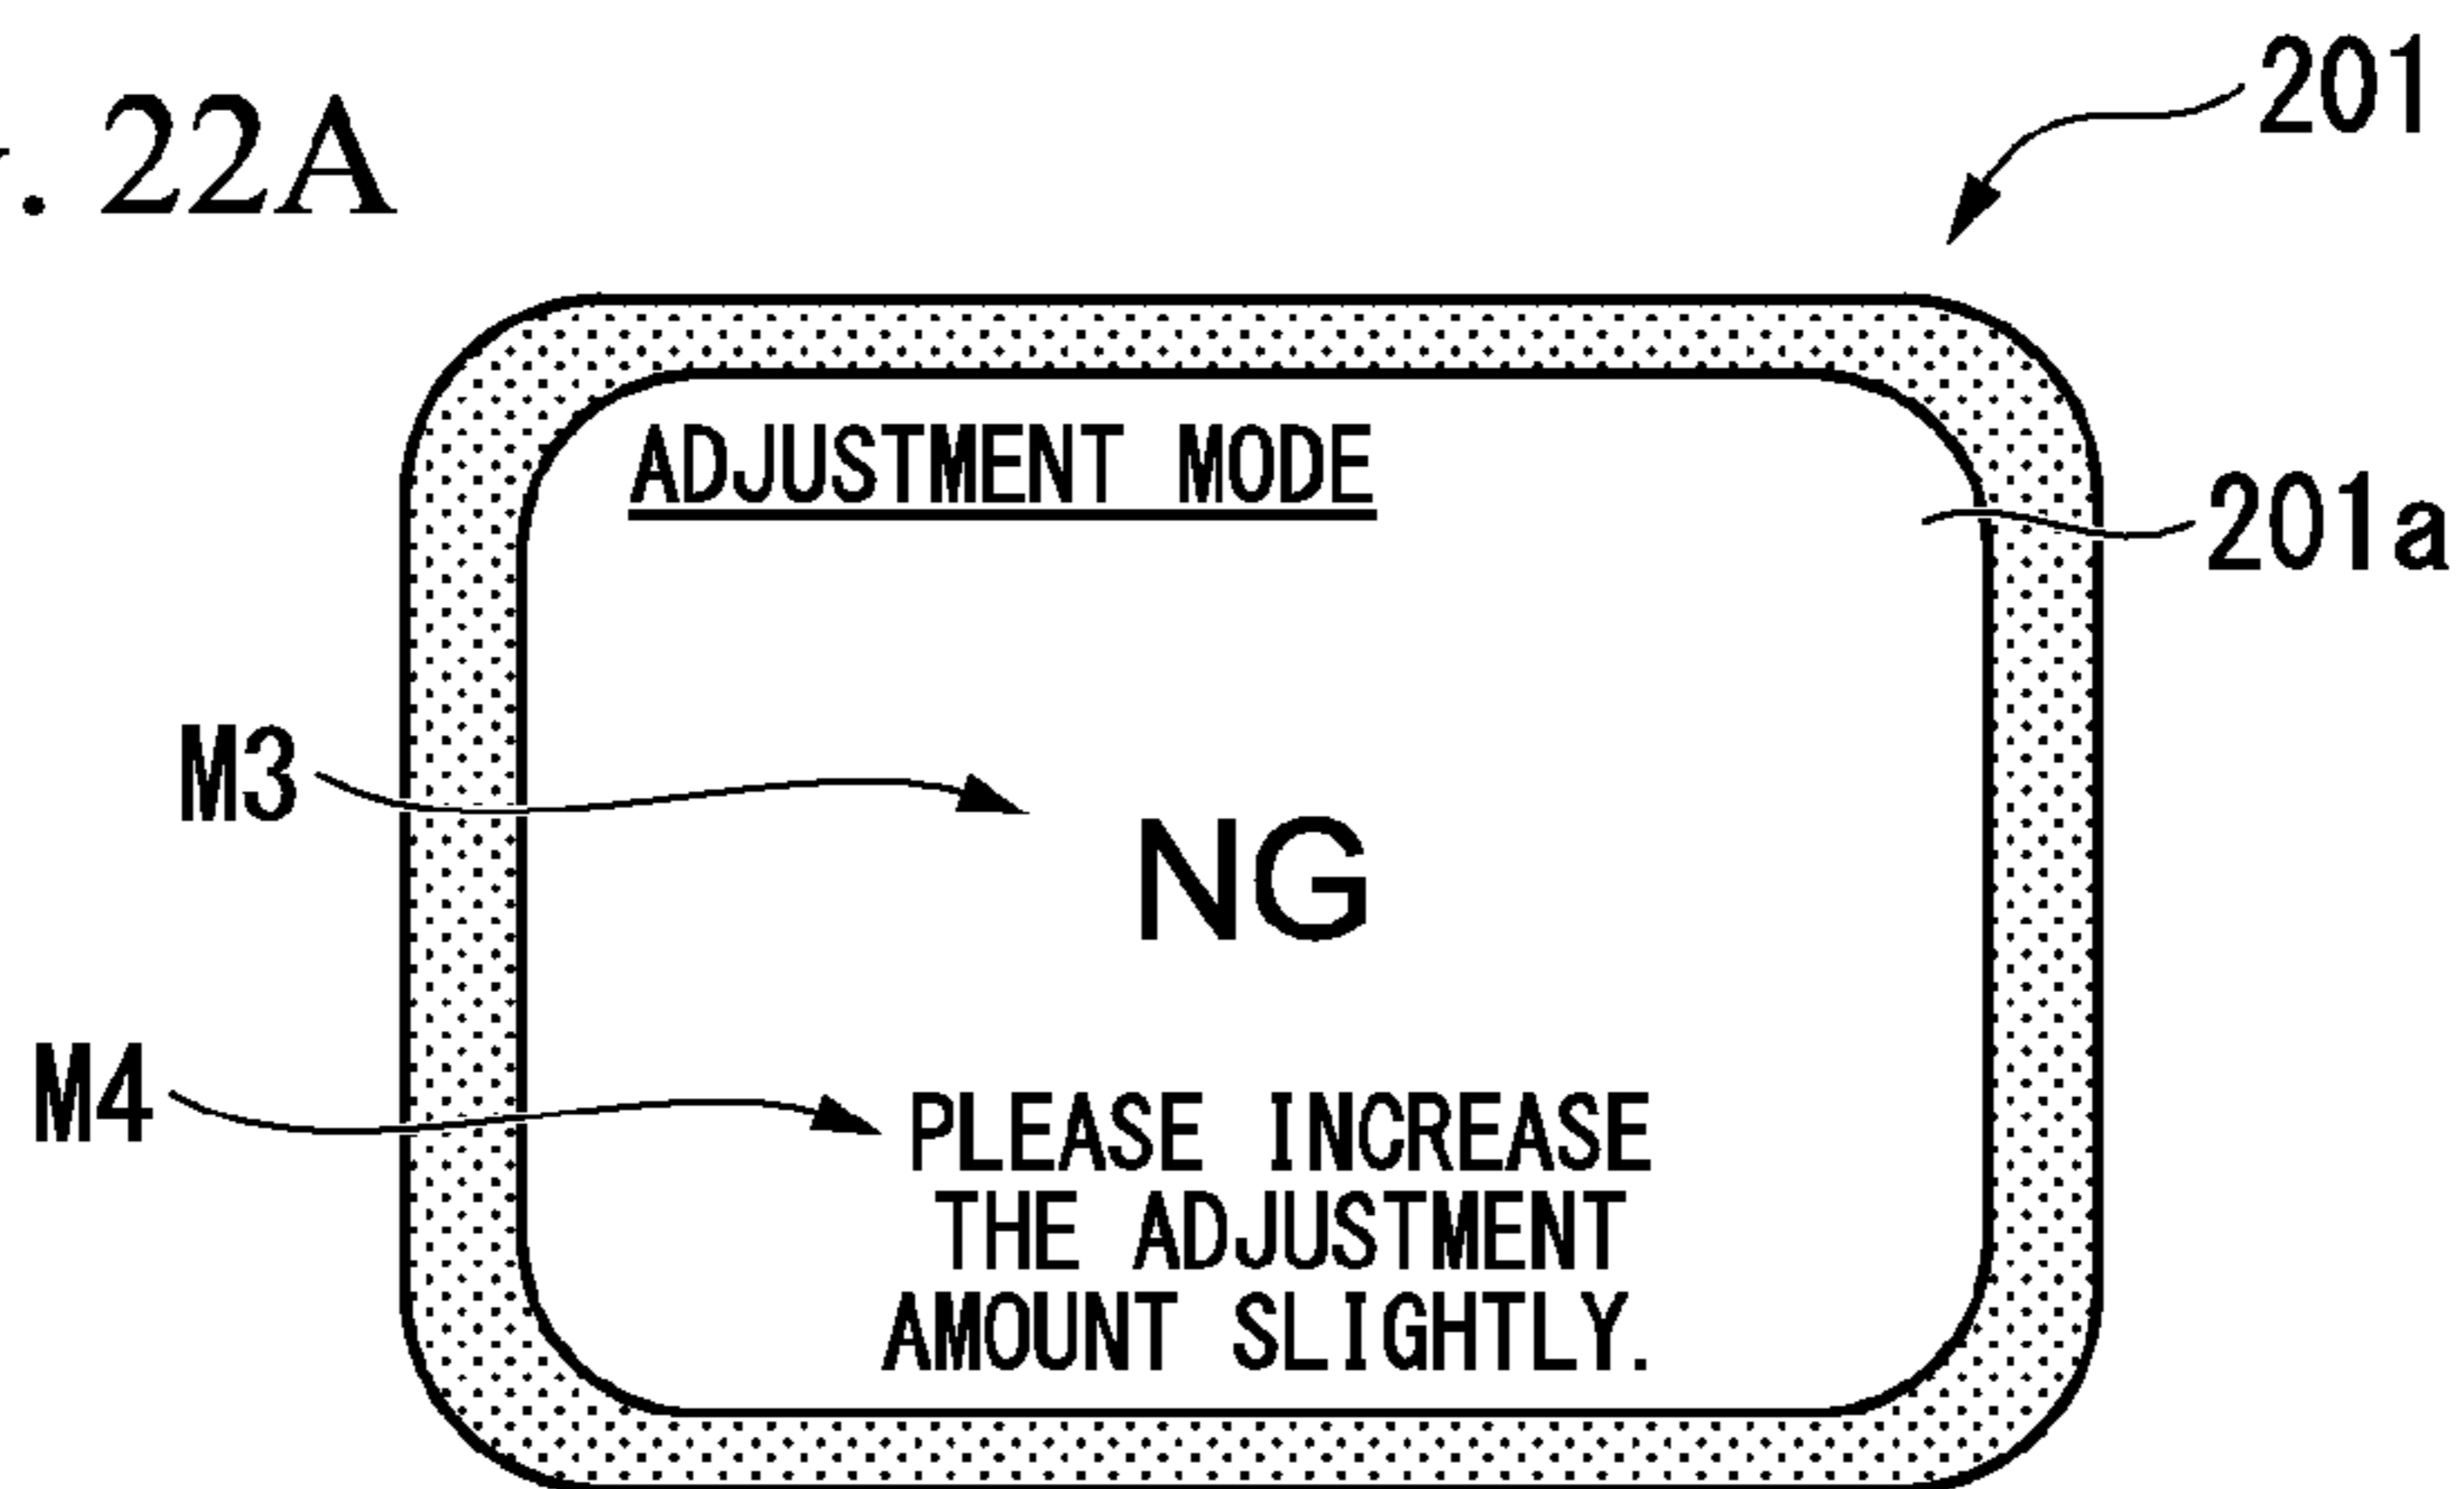 . 22A
201
ADJUSTMENT MODE
201a
M3
NG
M4
PLEASE INCREASE
THE ADJUSTMENT
AMOUNT SLIGHTLY.